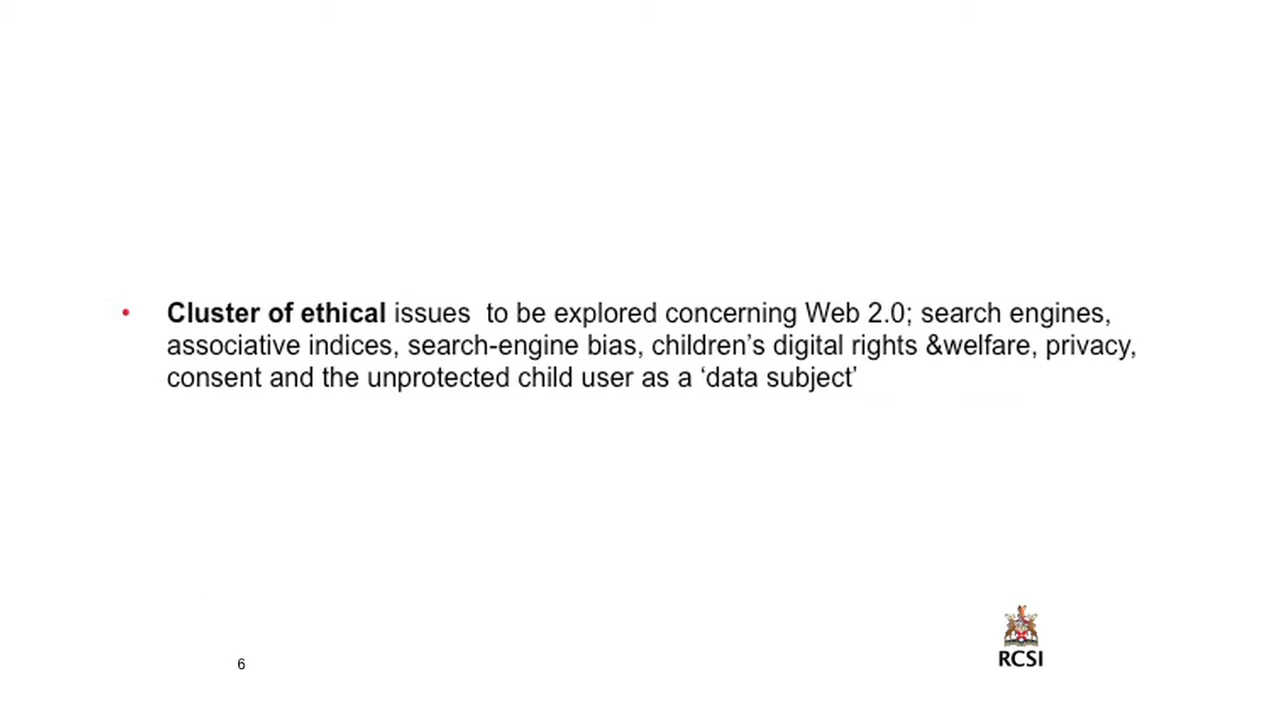 • Cluster of ethical issues  to be explored concerning Web 2.0; search engines,
associative indices, search-engine bias, children’s digital rights &welfare, privacy,
consent and the unprotected child user as a ‘data subject’
6
RCSI